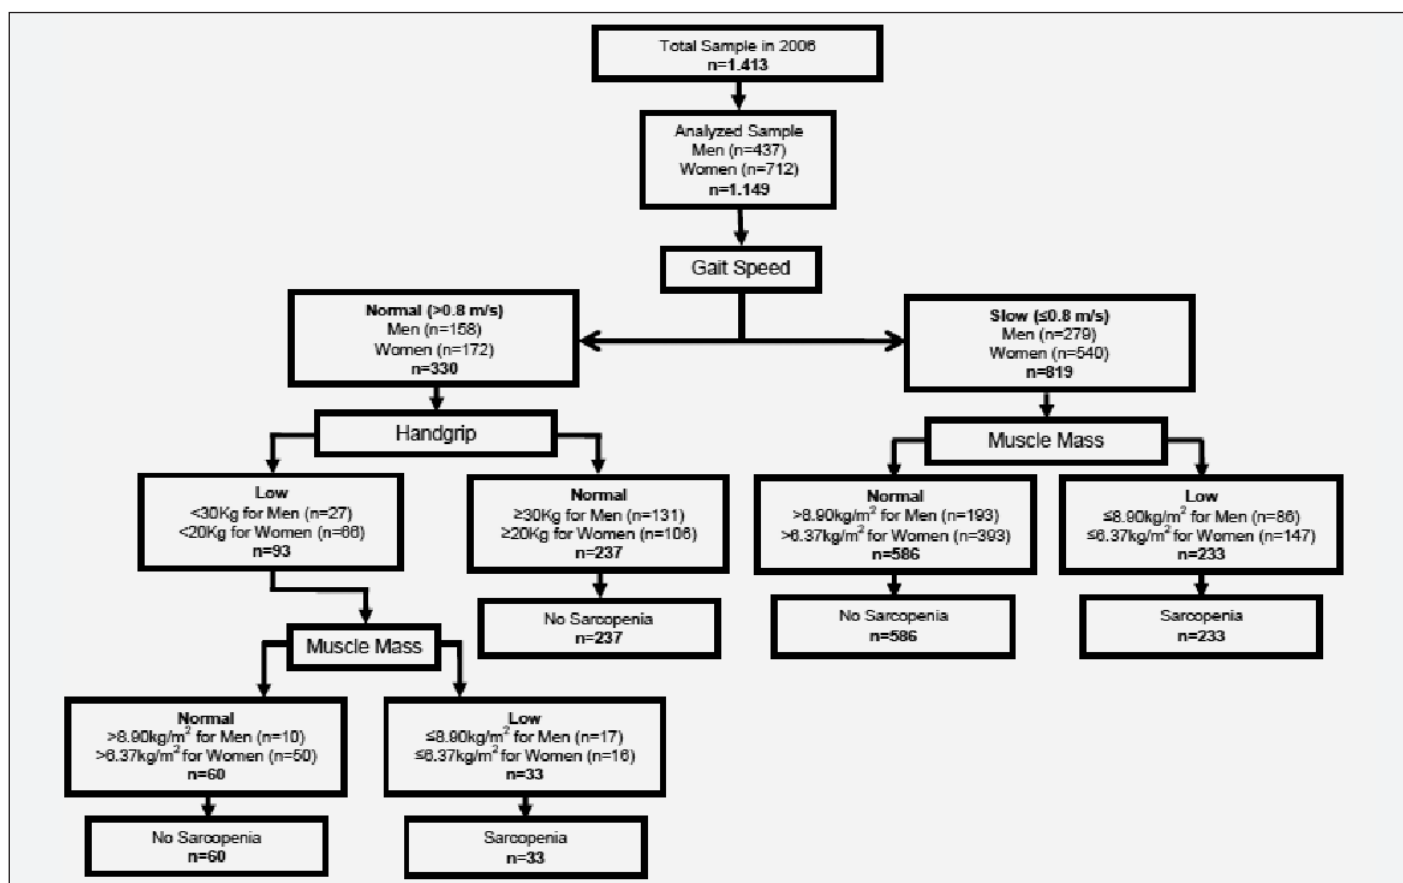 Total Sample in 2006
n=1.413
Analyzed Sample
Men (n=437)
Women (n=712)
n=1.149
Gait Speed
Normal (>0.8 m/s)
Men (n=158)
Women (n=172)
n=330
Slow (≤0.8 m/s)
Men (n=279)
Women (n=540)
n=819
Handgrip
Muscle Mass
Low
<30Kg for Men (n=27)
<20Kg for Women (n=66)
n=93
Normal
≥30Kg for Men (n=131)
≥20Kg for Women (n=106)
n=237
Normal
>8.90kg/m² for Men (n=193)
>6.37kg/m² for Women (n=393)
n=586
Low
≤8.90kg/m² for Men (n=86)
≤6.37kg/m² for Women (n=147)
n=233
No Sarcopenia
n=237
No Sarcopenia
n=586
Sarcopenia
n=233
Muscle Mass
Normal
>8.90kg/m² for Men (n=10)
>6.37kg/m² for Women (n=50)
n=60
Low
≤8.90kg/m² for Men (n=17)
≤6.37kg/m² for Women (n=16)
n=33
No Sarcopenia
n=60
Sarcopenia
n=33